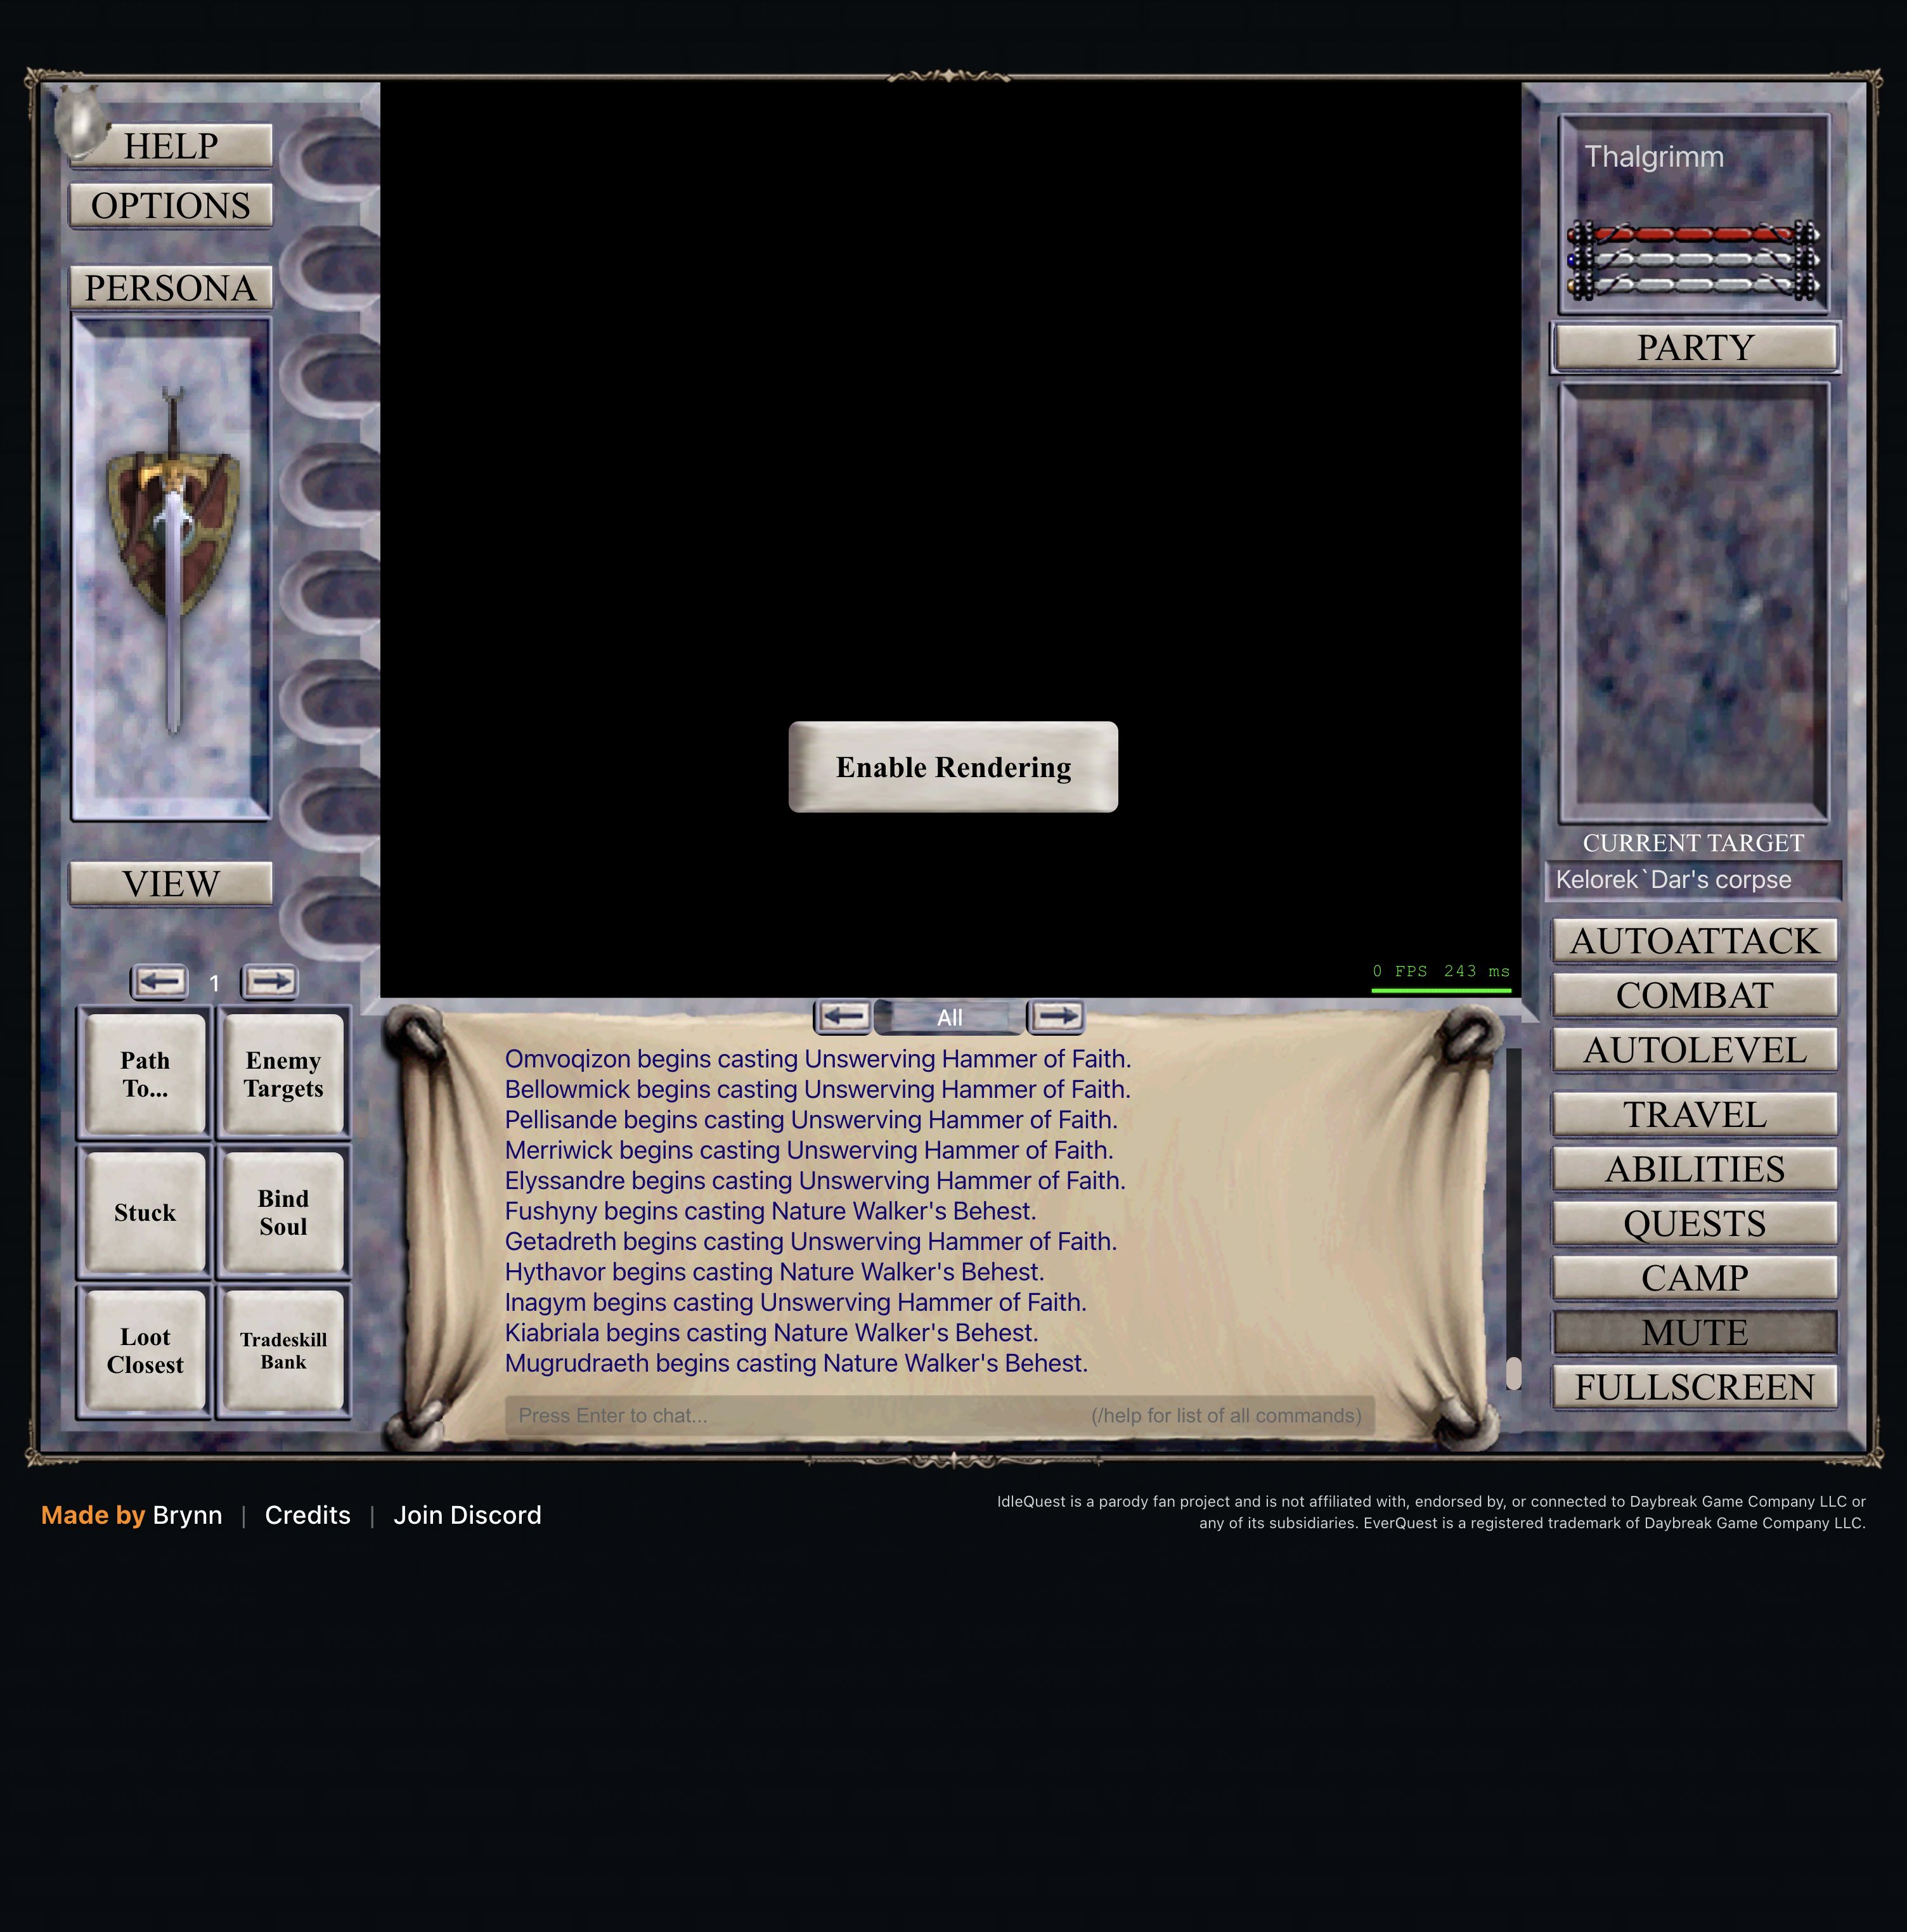 HELP
OPTIONS
PERSONA
VIEW
1
Path
To...
Enemy
Targets
Stuck
Bind
Soul
Loot
Closest
Tradeskill
Bank
Enable Rendering
0 FPS 243 ms
All
Omvoqizon begins casting Unswerving Hammer of Faith.
Bellowmick begins casting Unswerving Hammer of Faith.
Pellisande begins casting Unswerving Hammer of Faith.
Merriwick begins casting Unswerving Hammer of Faith.
Elyssandre begins casting Unswerving Hammer of Faith.
Fushyny begins casting Nature Walker's Behest.
Getadreth begins casting Unswerving Hammer of Faith.
Hythavor begins casting Nature Walker's Behest.
Inagym begins casting Unswerving Hammer of Faith.
Kiabriala begins casting Nature Walker's Behest.
Mugrudraeth begins casting Nature Walker's Behest.
Press Enter to chat... (/help for list of all commands)
Thalgrimm
PARTY
CURRENT TARGET
Kelorek`Dar's corpse
AUTOATTACK
COMBAT
AUTOLEVEL
TRAVEL
ABILITIES
QUESTS
CAMP
MUTE
FULLSCREEN
Made by Brynn | Credits | Join Discord
IdleQuest is a parody fan project and is not affiliated with, endorsed by, or connected to Daybreak Game Company LLC or
any of its subsidiaries. EverQuest is a registered trademark of Daybreak Game Company LLC.